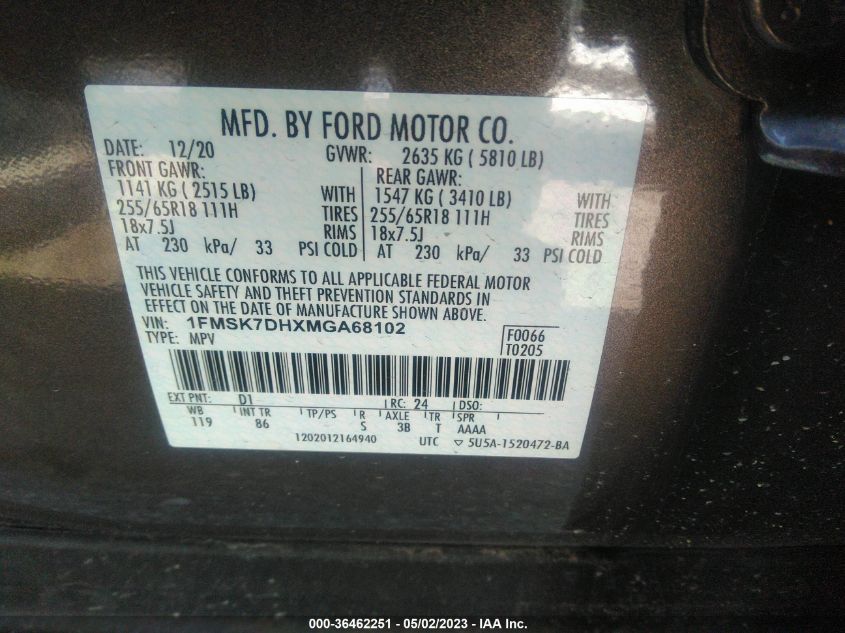 MFD. BY FORD MOTOR CO.
DATE: 12/20 GVWR: 2635 KG ( 5810 LB)
FRONT GAWR: REAR GAWR:
1141 KG ( 2515 LB) WITH 1547 KG ( 3410 LB) WITH
255/65R18 111H TIRES 255/65R18 111H TIRES
18x7.5J RIMS 18x7.5J RIMS
AT 230 kPa/ 33 PSI COLD AT 230 kPa/ 33 PSI COLD
THIS VEHICLE CONFORMS TO ALL APPLICABLE FEDERAL MOTOR
VEHICLE SAFETY AND THEFT PREVENTION STANDARDS IN
EFFECT ON THE DATE OF MANUFACTURE SHOWN ABOVE.
VIN: 1FMSK7DHXMGA68102 F0066
TYPE: MPV T0205
EXT PNT: D1 RC: 24 DSO:
WB INT TR TP/PS R AXLE TR SPR
119 86 S 3B T AAAA
1202012164940 UTC ▽ 5U5A-1520472-BA
000-36462251 - 05/02/2023 - IAA Inc.